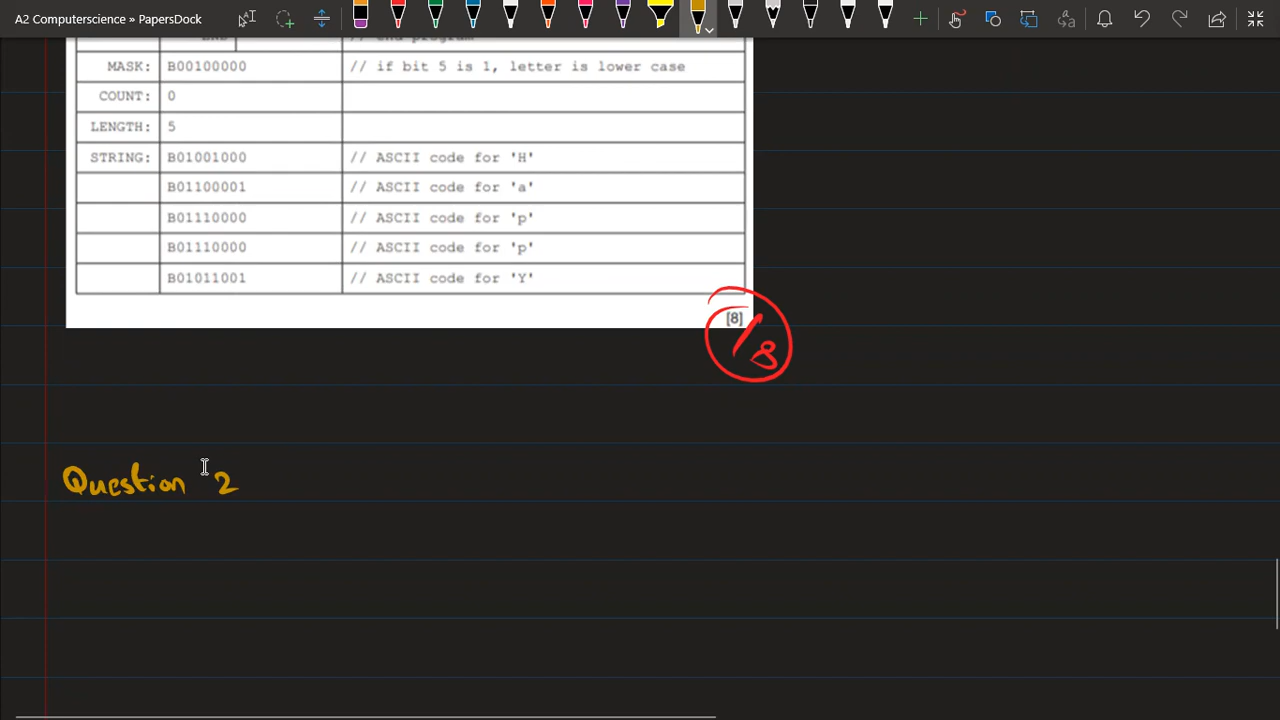 A2 Computerscience » PapersDock
// end program
MASK: B00100000 // if bit 5 is 1, letter is lower case
COUNT: 0
LENGTH: 5
STRING: B01001000 // ASCII code for 'H'
B01100001 // ASCII code for 'a'
B01110000 // ASCII code for 'p'
B01110000 // ASCII code for 'p'
B01011001 // ASCII code for 'Y'
[8]
/8
Question 2